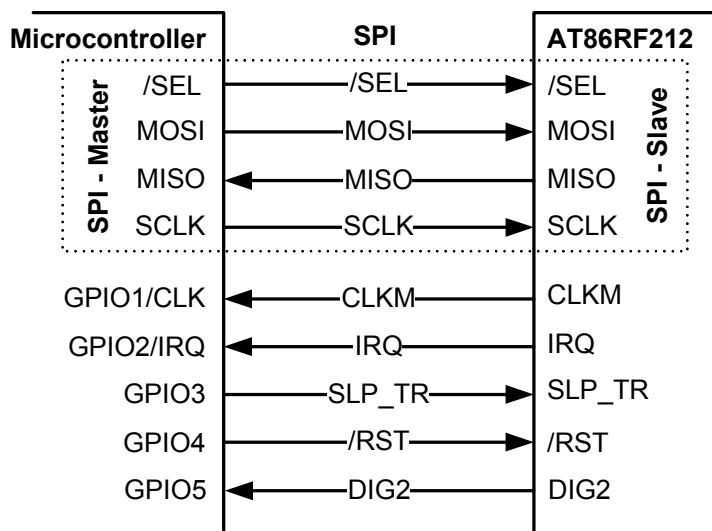 Microcontroller SPI AT86RF212
SPI - Master
SPI - Slave
/SEL /SEL /SEL
MOSI MOSI MOSI
MISO MISO MISO
SCLK SCLK SCLK
GPIO1/CLK CLKM CLKM
GPIO2/IRQ IRQ IRQ
GPIO3 SLP_TR SLP_TR
GPIO4 /RST /RST
GPIO5 DIG2 DIG2